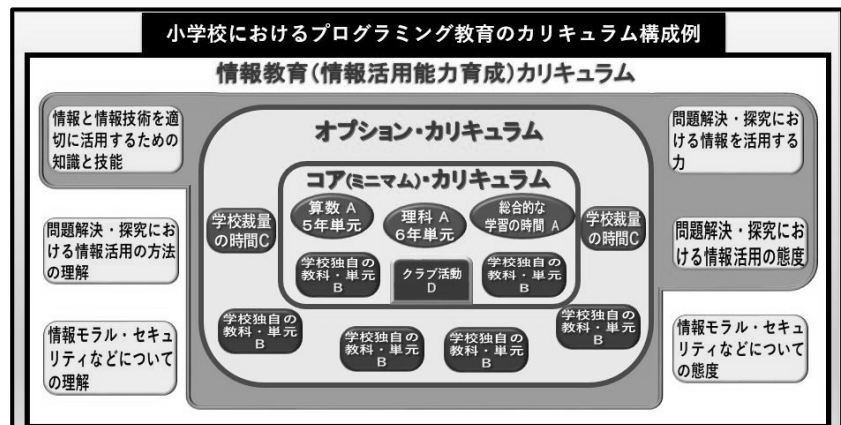 小学校におけるプログラミング教育のカリキュラム構成例
情報教育(情報活用能力育成)カリキュラム
情報と情報技術を適
切に活用するための
知識と技能
問題解決・探究にお
ける情報活用の方法
の理解
情報モラル・セキュ
リティなどについて
の理解
オプション・カリキュラム
コア(ミニマム)・カリキュラム
学校裁量
の時間C
算数 A
5年単元
理科 A
6年単元
総合的な
学習の時間 A
学校裁量
の時間C
学校独自の
教科・単元
B
クラブ活動
D
学校独自の
教科・単元
B
学校独自の
教科・単元
B
学校独自の
教科・単元
B
学校独自の
教科・単元
B
学校独自の
教科・単元
B
問題解決・探究にお
ける情報を活用する
力
問題解決・探究にお
ける情報活用の態度
情報モラル・セキュ
リティなどについて
の態度